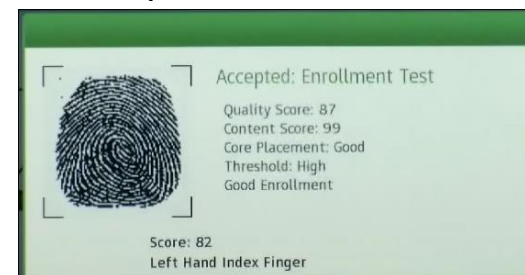 Accepted: Enrollment Test
Quality Score: 87
Content Score: 99
Core Placement: Good
Threshold: High
Good Enrollment
Score: 82
Left Hand Index Finger